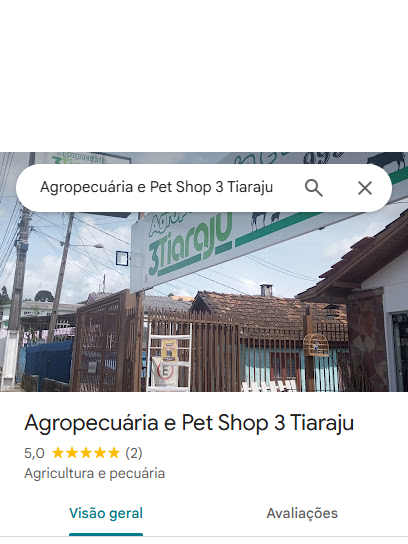 Agropecuária e Pet Shop 3 Tiaraju
3Tiaraju
E
Agropecuária e Pet Shop 3 Tiaraju
5,0 (2)
Agricultura e pecuária
Visão geral
Avaliações